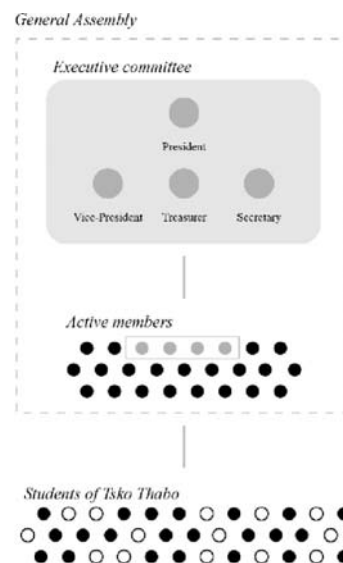 General Assembly
Executive committee
President
Vice-President Treasurer Secretary
Active members
Students of Tsko Thabo